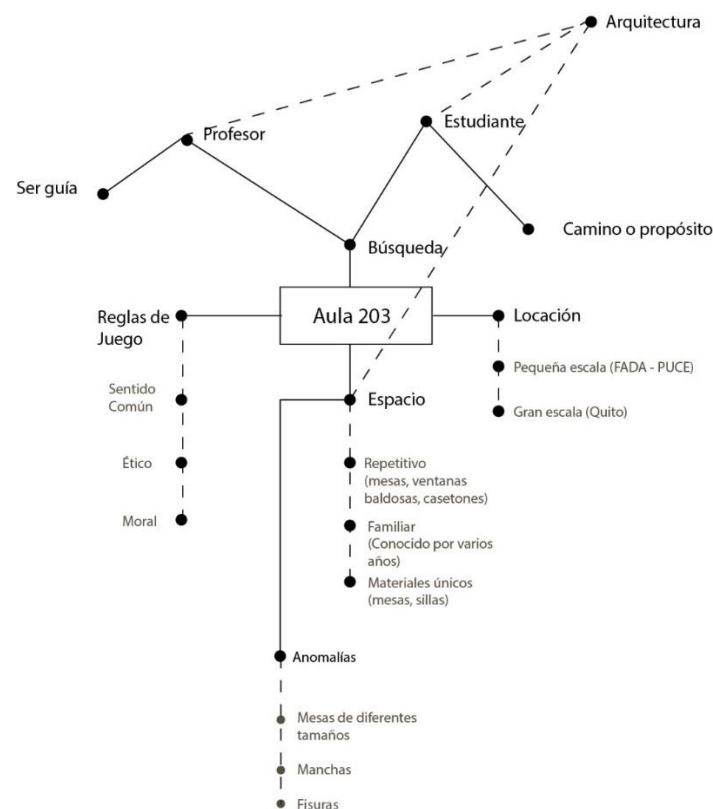 Arquitectura
Estudiante
Profesor
Ser guía
Camino o propósito
Búsqueda
Reglas de
Juego
Aula 203
Locación
Pequeña escala (FADA - PUCE)
Sentido
Común
Espacio
Gran escala (Quito)
Ético
Repetitivo
(mesas, ventanas
baldosas, casetones)
Moral
Familiar
(Conocido por varios
años)
Materiales únicos
(mesas, sillas)
Anomalías
Mesas de diferentes
tamaños
Manchas
Fisuras